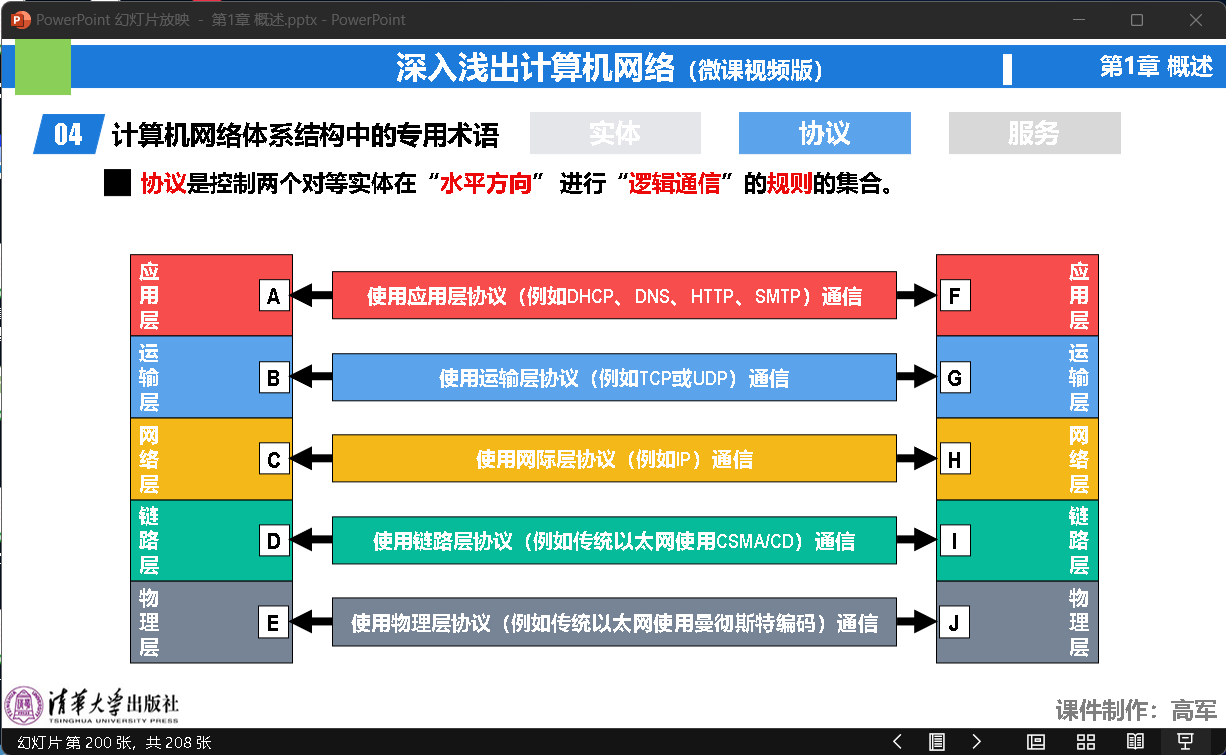 PowerPoint 幻灯片放映 - 第1章 概述.pptx - PowerPoint
深入浅出计算机网络（微课视频版）
第1章 概述
04 计算机网络体系结构中的专用术语
实体
协议
服务
协议是控制两个对等实体在“水平方向” 进行“逻辑通信”的规则的集合。
应用层 A 使用应用层协议（例如DHCP、DNS、HTTP、SMTP）通信 F 应用层
运输层 B 使用运输层协议（例如TCP或UDP）通信 G 运输层
网络层 C 使用网际层协议（例如IP）通信 H 网络层
链路层 D 使用链路层协议（例如传统以太网使用CSMA/CD）通信 I 链路层
物理层 E 使用物理层协议（例如传统以太网使用曼彻斯特编码）通信 J 物理层
清华大学出版社
TSINGHUA UNIVERSITY PRESS
课件制作：高军
幻灯片 第 200 张，共 208 张